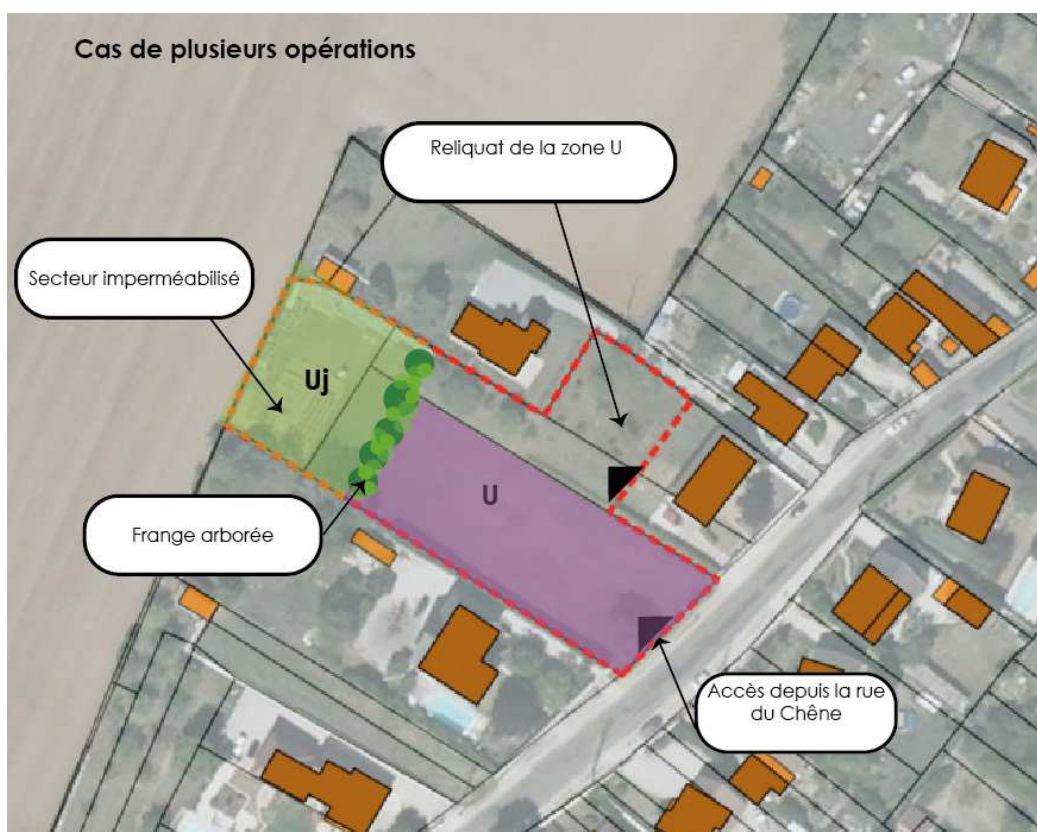 Cas de plusieurs opérations
Reliquat de la zone U
Secteur imperméabilisé
Uj
U
Frange arborée
Accès depuis la rue
du Chêne